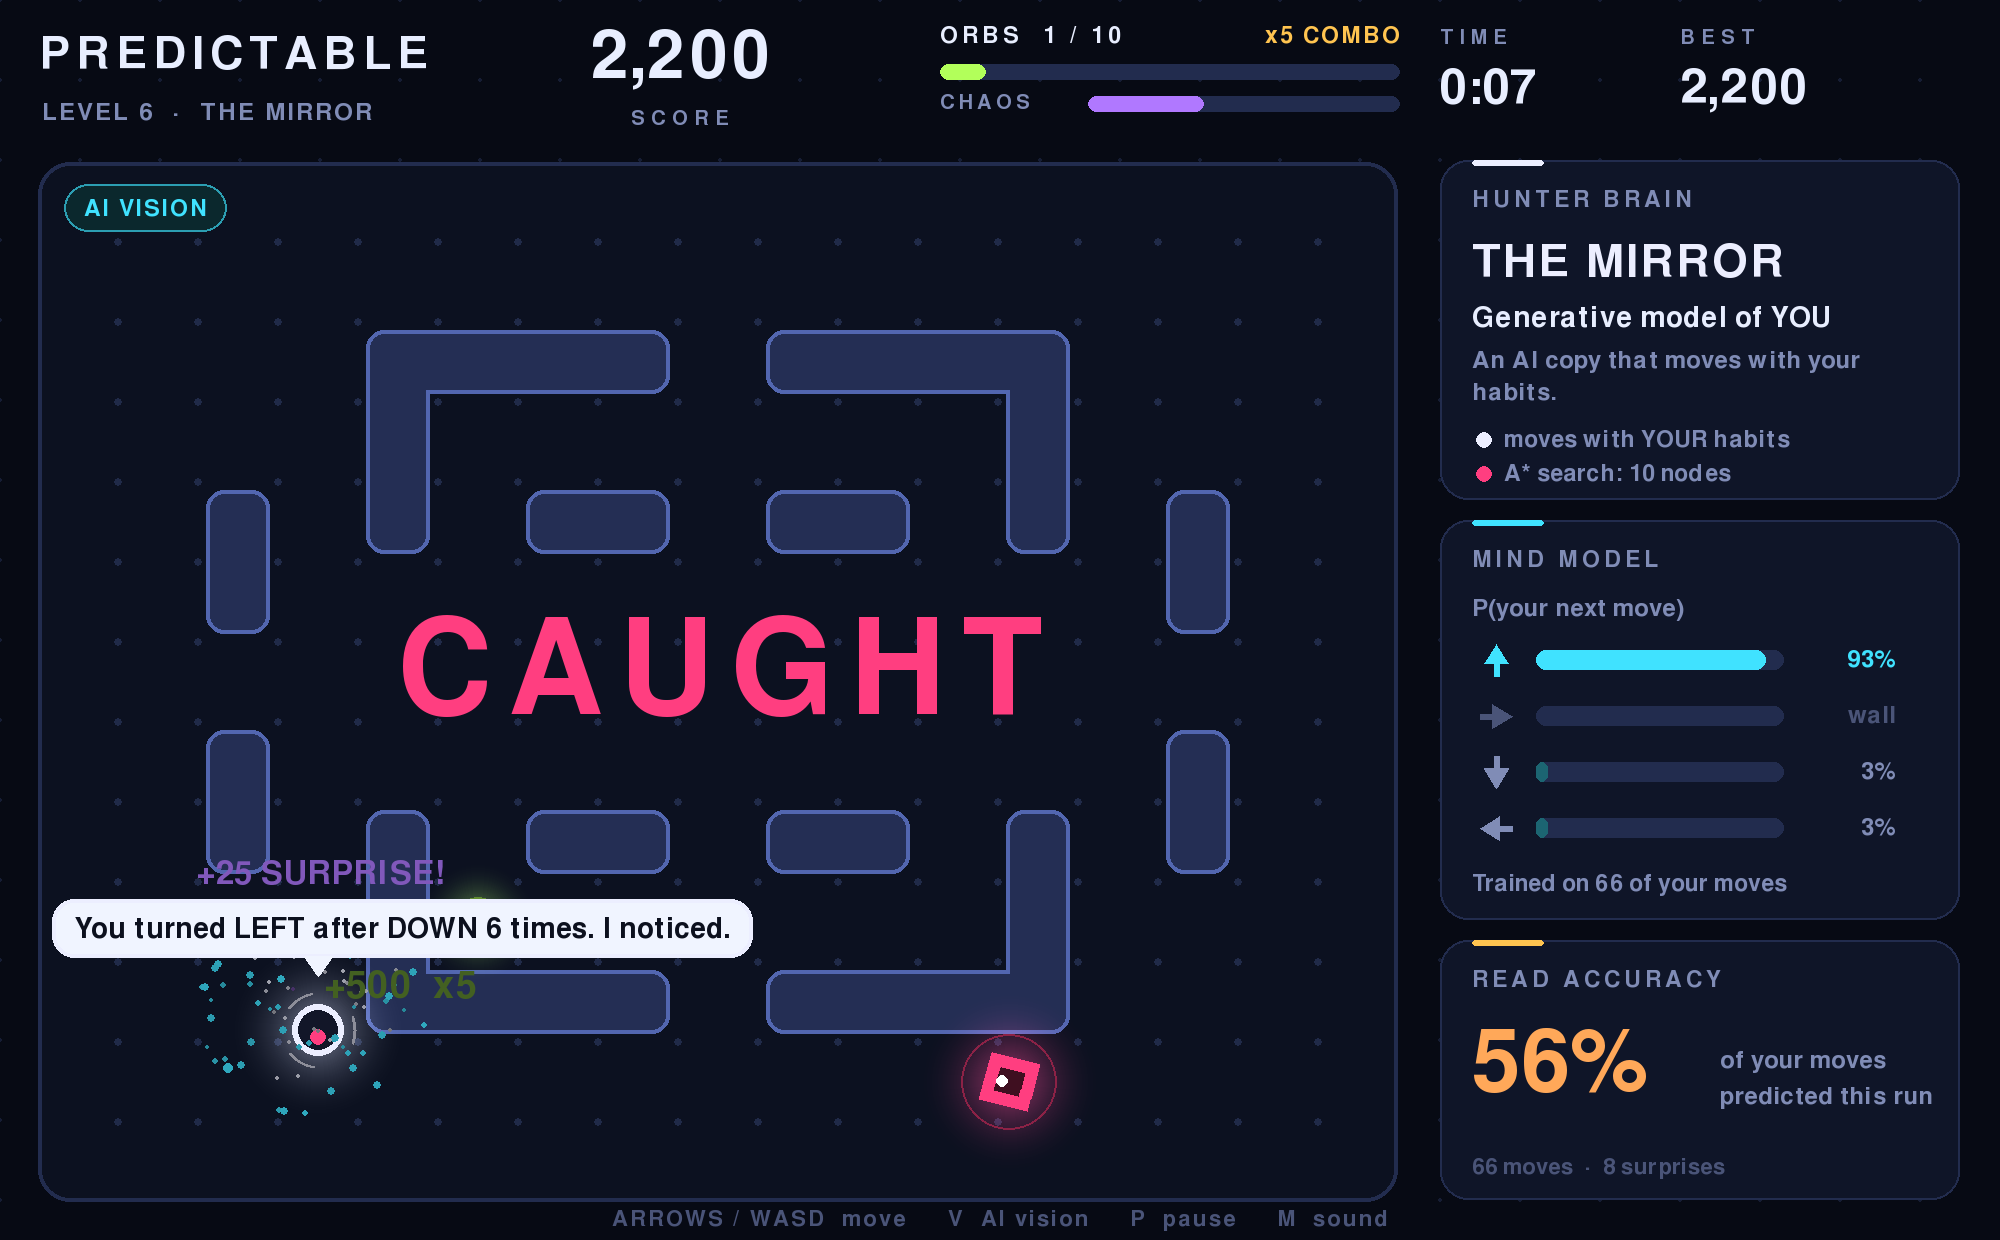 PREDICTABLE
LEVEL 6 · THE MIRROR
2,200
SCORE
ORBS 1 / 10
x5 COMBO
CHAOS
TIME
0:07
BEST
2,200
AI VISION
CAUGHT
+25 SURPRISE!
You turned LEFT after DOWN 6 times. I noticed.
+500 x5
HUNTER BRAIN
THE MIRROR
Generative model of YOU
An AI copy that moves with your
habits.
moves with YOUR habits
A* search: 10 nodes
MIND MODEL
P(your next move)
93%
wall
3%
3%
Trained on 66 of your moves
READ ACCURACY
56%
of your moves
predicted this run
66 moves · 8 surprises
ARROWS / WASD move V AI vision P pause M sound